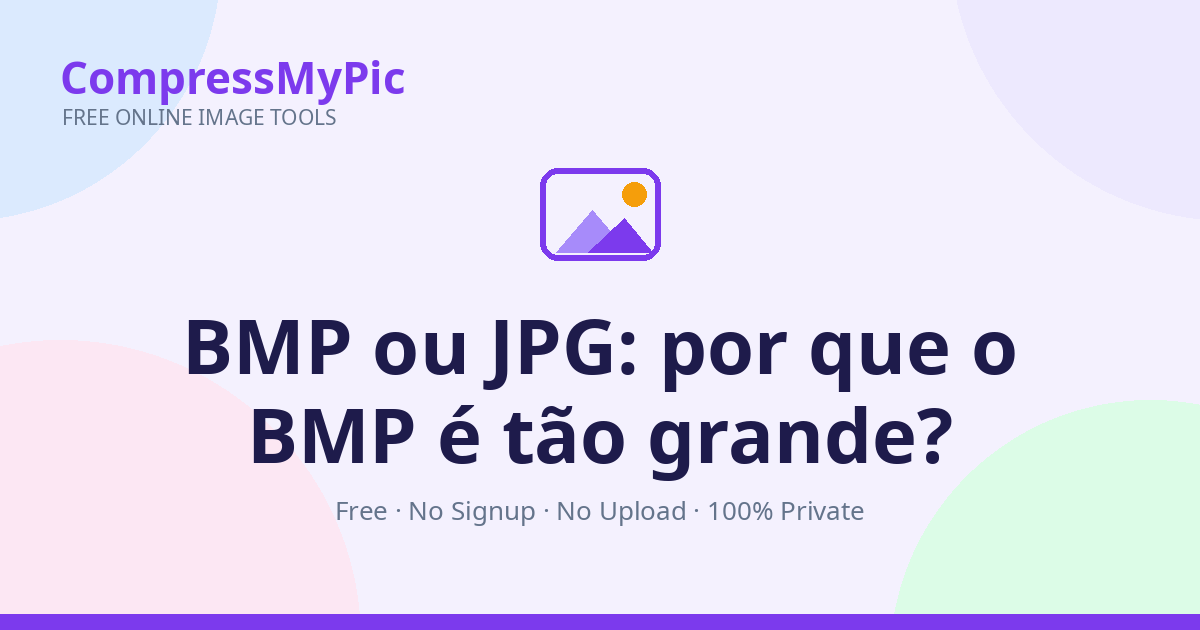 CompressMyPic
FREE ONLINE IMAGE TOOLS
BMP ou JPG: por que o
BMP é tão grande?
Free · No Signup · No Upload · 100% Private